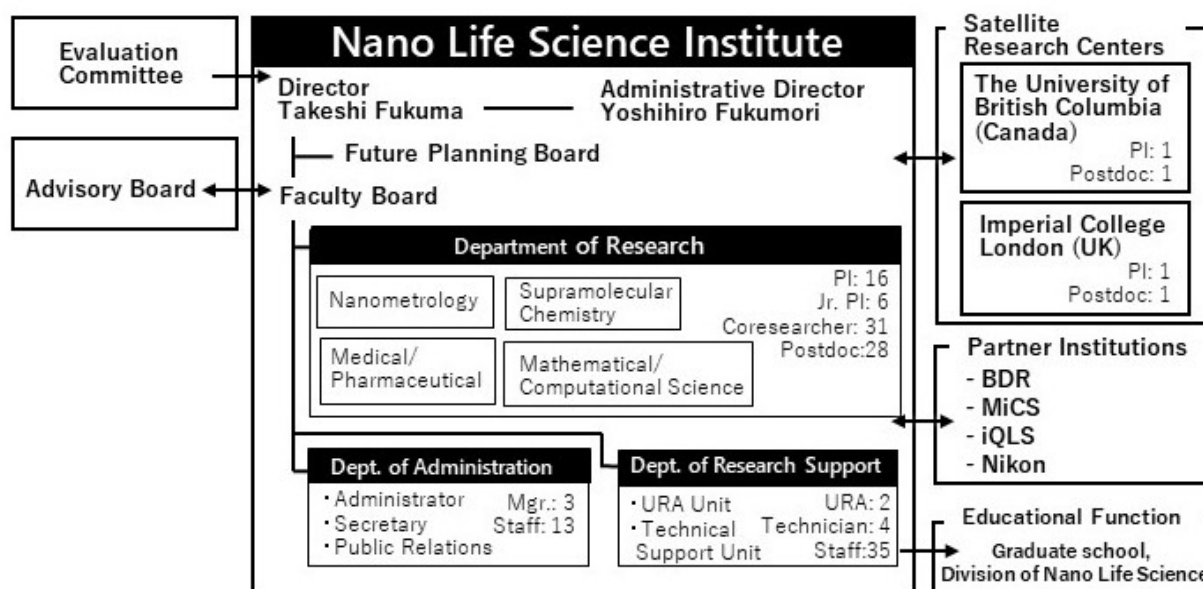 Evaluation
Committee
Advisory Board
Nano Life Science Institute
Director
Takeshi Fukuma
Administrative Director
Yoshihiro Fukumori
Future Planning Board
Faculty Board
Department of Research
Nanometrology
Supramolecular
Chemistry
Medical/
Pharmaceutical
Mathematical/
Computational Science
PI: 16
Jr. PI: 6
Coresearcher: 31
Postdoc:28
Dept. of Administration
・Administrator
・Secretary
・Public Relations
Mgr.: 3
Staff: 13
Dept. of Research Support
・URA Unit
・Technical
Support Unit
URA: 2
Technician: 4
Staff:35
Satellite
Research Centers
The University of
British Columbia
(Canada)
PI: 1
Postdoc: 1
Imperial College
London (UK)
PI: 1
Postdoc: 1
Partner Institutions
- BDR
- MiCS
- iQLS
- Nikon
Educational Function
Graduate school,
Division of Nano Life Science